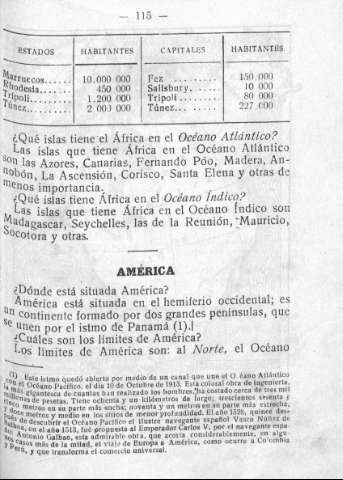 — 115 —
ESTADOS HABITANTES CAPITALES HABITANTES
Marruecos...... 10.000 000 Fez ........ 150 000
Rhodesia...... 450 000 Salisbury. ..... 10 000
Trípoli........ 1.200 000 Trípoli........ 80 000
Túnez........ 2 000 000 Túnez... ..... 227 000
¿Qué islas tiene el África en el Océano Atlántico?
Las islas que tiene África en el Océano Atlántico
son las Azores, Canarias, Fernando Póo, Madera, An-
nobón, La Ascensión, Corisco, Santa Elena y otras de
menos importancia.
¿Qué islas tiene África en el Océano Índico?
Las islas que tiene África en el Océano Índico son
Madagascar, Seychelles, las de la Reunión, Mauricio,
Socotora y otras.
AMÉRICA
¿Dónde está situada América?
América está situada en el hemiferio occidental; es
un continente formado por dos grandes penínsulas, que
se unen por el istmo de Panamá (1).
¿Cuáles son los límites de América?
Los límites de América son: al Norte, el Océano
(1) Este istmo quedó abierto por medio de un canal que une el O. éano Atlántico
con el Océano Pacífico, el día 10 de Octubre de 1913. Esta colosal obra de ingeniería,
la más gigantesca de cuantas han realizado los hombres, ha costado cerca de tres mil
millones de pesetas. Tiene ochenta y un kilómetros de largo; trescientos sesenta y
cinco metros en su parte más ancha; noventa y un metros en su parte más estrecha,
y doce metros y medio en los sitios de menor profundidad. El año 1528, quince des-
pués de descubrir el Océano Pacífico el ilustre navegante español Vasco Núñez de
Balboa, en el año 1513, fué propuesta al Emperador Carlos V, por el navegante espa-
ñol Antonio Galbao, esta admirable obra, que acorta considerablemente, en algu-
nos casos más de la mitad, el viaje de Europa a América, como ocurre a Colombia
y Perú, y que transforma el comercio universal.